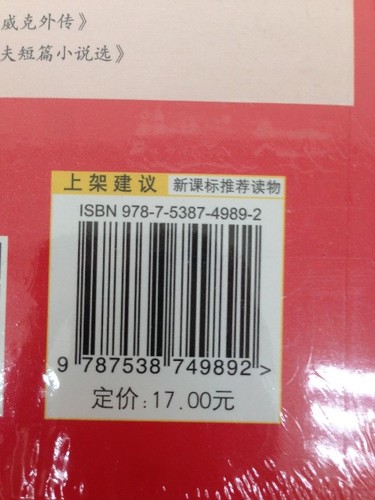 威克外传》
夫短篇小说选》
上架建议 新课标推荐读物
ISBN 978-7-5387-4989-2
9 787538 749892 >
定价:17.00元